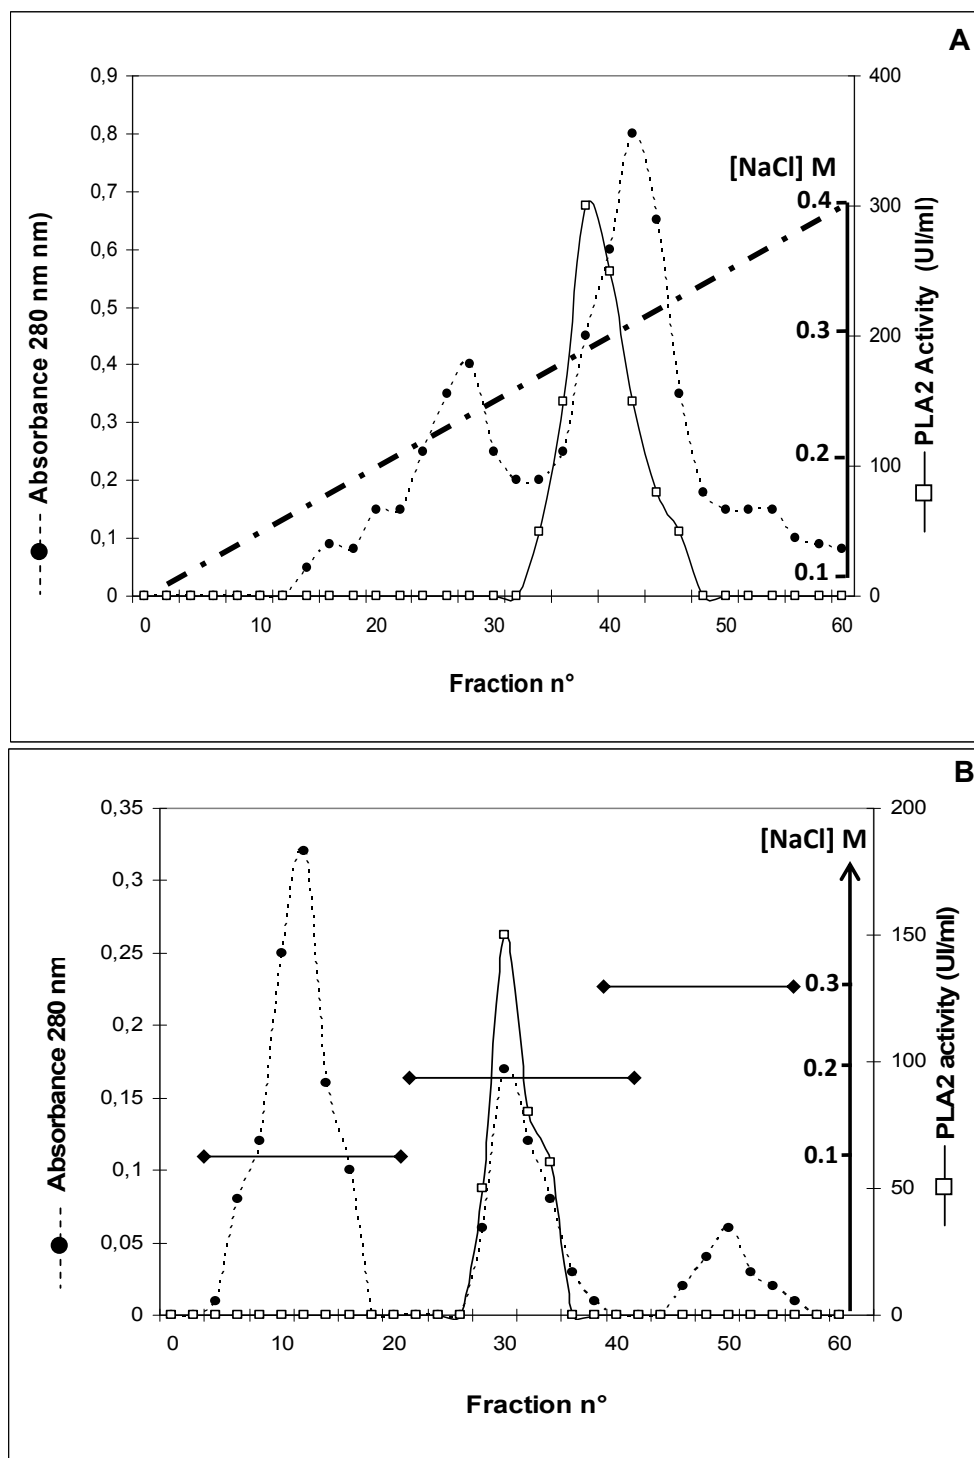 A
0,9
0,8
0,7
0,6
0,5
0,4
0,3
0,2
0,1
0
Absorbance 280 nm nm)
400
300
200
100
0
PLA2 Activity (UI/ml)
[NaCl] M
0.4
0.3
0.2
0.1
0 10 20 30 40 50 60
Fraction n°
B
0,35
0,3
0,25
0,2
0,15
0,1
0,05
0
Absorbance 280 nm
200
150
100
50
0
PLA2 activity (UI/ml)
[NaCl] M
0.3
0.2
0.1
0 10 20 30 40 50 60
Fraction n°